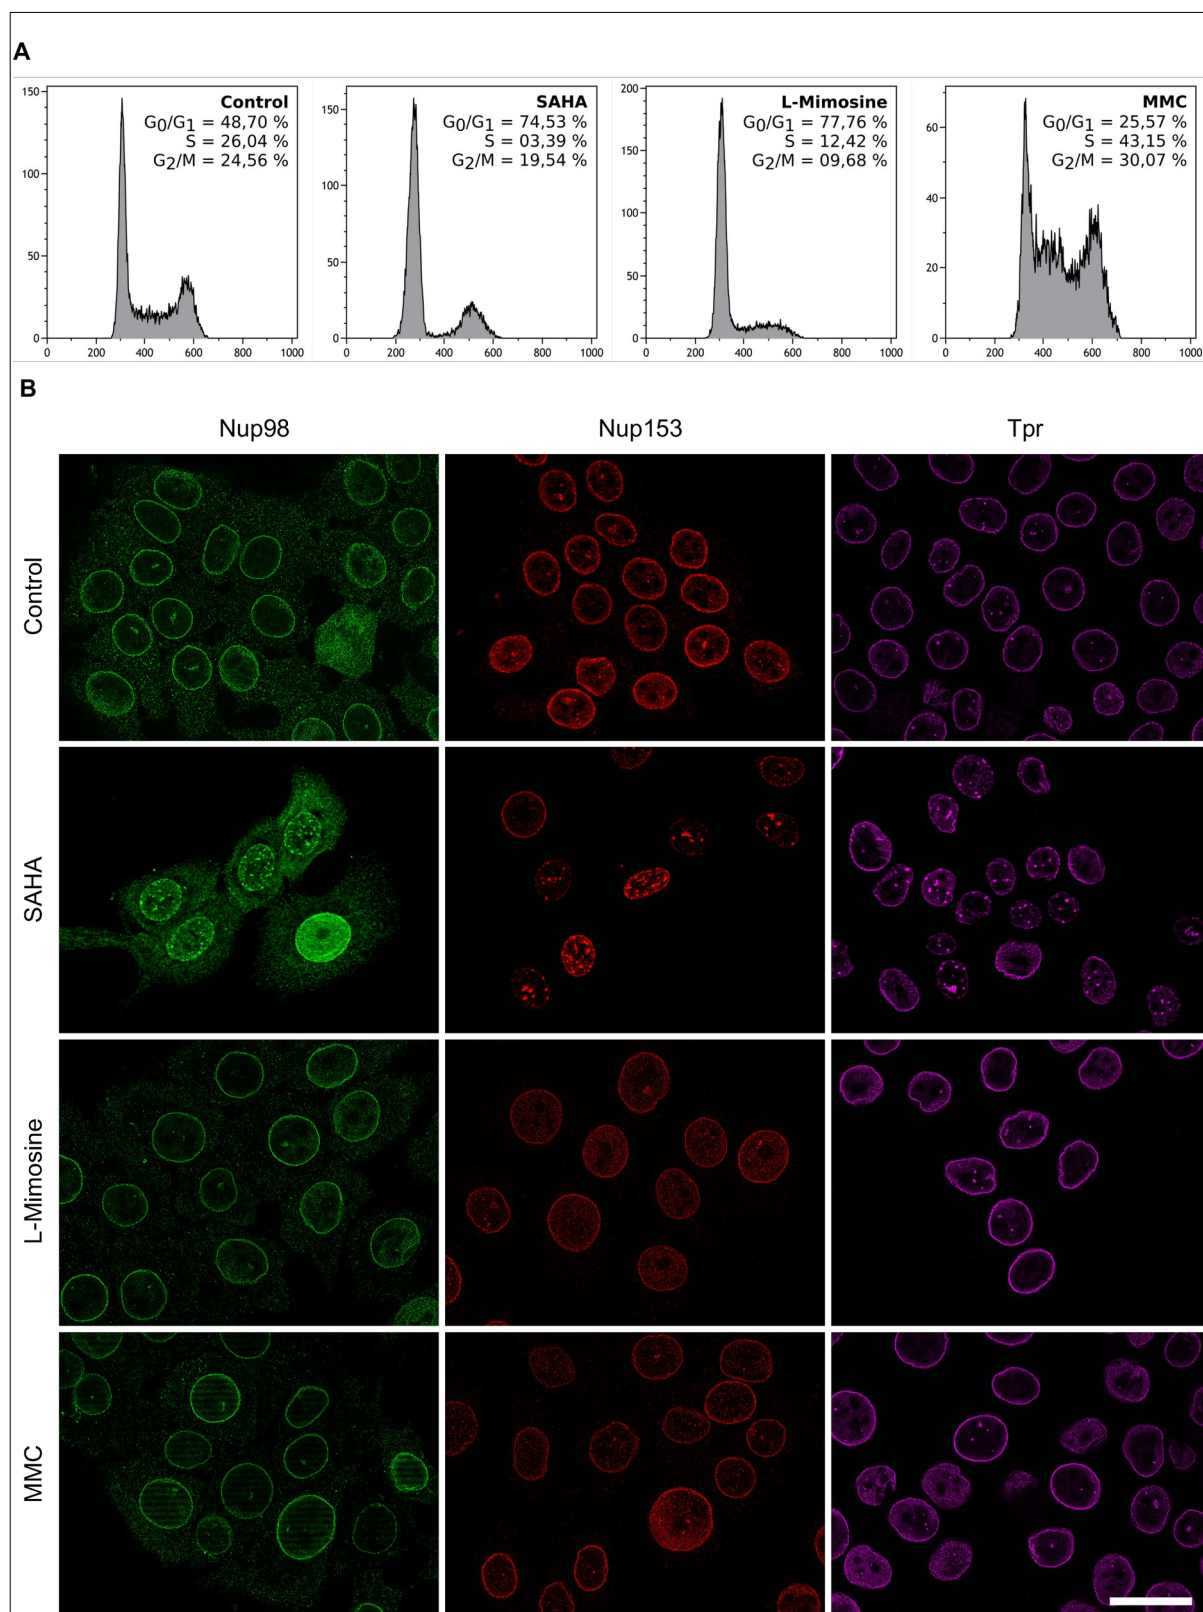 A
Control
G0/G1 = 48,70 %
S = 26,04 %
G2/M = 24,56 %
150
100
50
0
0 200 400 600 800 1000
SAHA
G0/G1 = 74,53 %
S = 03,39 %
G2/M = 19,54 %
150
100
50
0
0 200 400 600 800 1000
L-Mimosine
G0/G1 = 77,76 %
S = 12,42 %
G2/M = 09,68 %
200
150
100
50
0
0 200 400 600 800 1000
MMC
G0/G1 = 25,57 %
S = 43,15 %
G2/M = 30,07 %
60
40
20
0
0 200 400 600 800 1000
B
Nup98 Nup153 Tpr
Control
SAHA
L-Mimosine
MMC